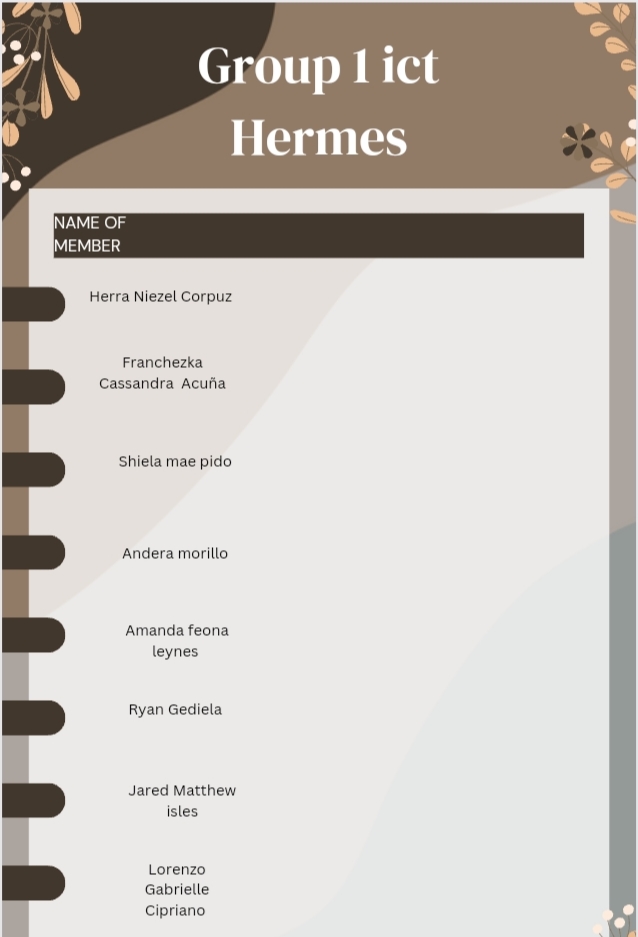 Group 1 ict
Hermes
NAME OF
MEMBER
Herra Niezel Corpuz
Franchezka
Cassandra Acuña
Shiela mae pido
Andera morillo
Amanda feona
leynes
Ryan Gediela
Jared Matthew
isles
Lorenzo
Gabrielle
Cipriano